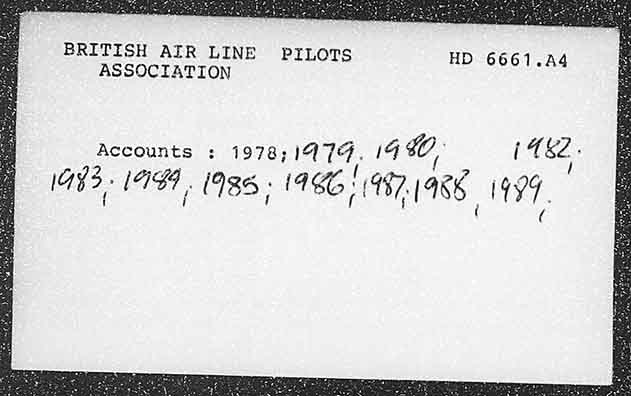 BRITISH AIR LINE PILOTS HD 6661.A4
ASSOCIATION
Accounts : 1978; 1979; 1980; 1982;
1983; 1984; 1985; 1986; 1987; 1988, 1989,